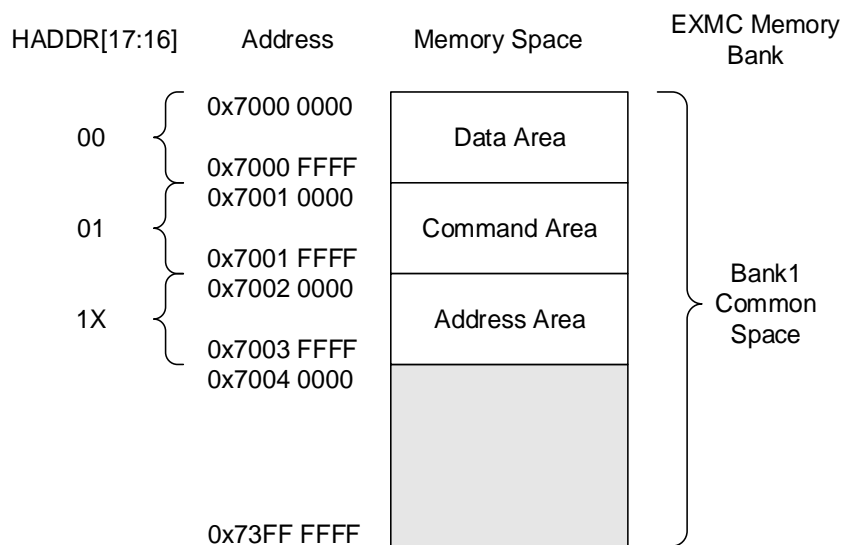 HADDR[17:16] Address Memory Space EXMC Memory
Bank
0x7000 0000
00 Data Area
0x7000 FFFF
0x7001 0000
01 Command Area
0x7001 FFFF
0x7002 0000
1X Address Area
0x7003 FFFF
0x7004 0000
Bank1
Common
Space
0x73FF FFFF